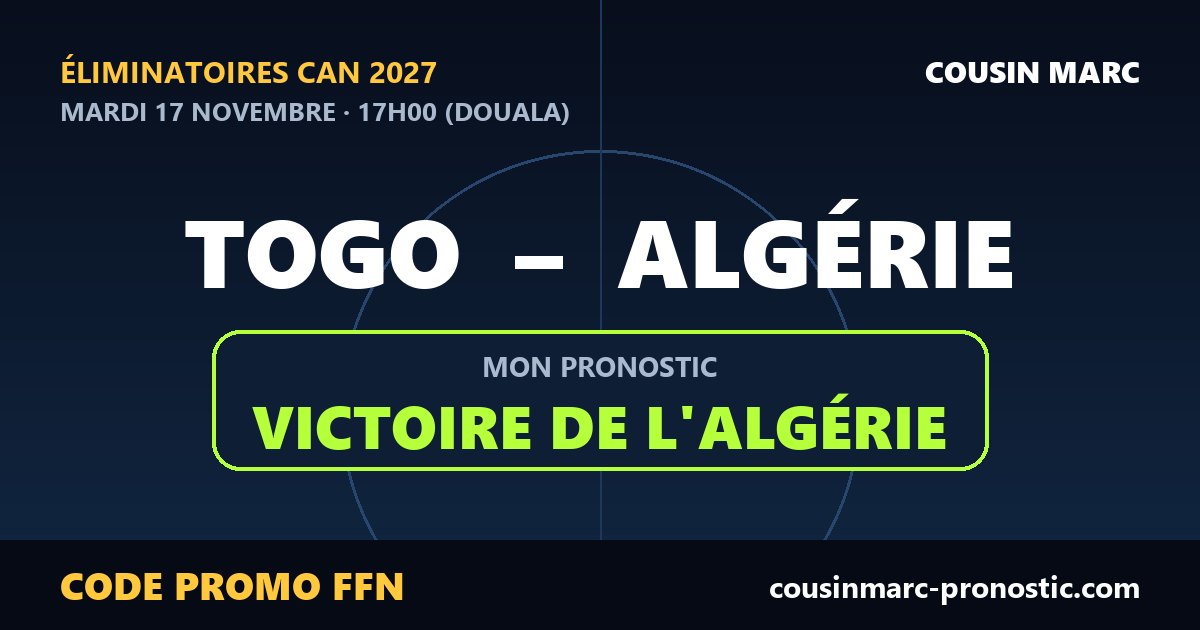 ÉLIMINATOIRES CAN 2027
COUSIN MARC
MARDI 17 NOVEMBRE · 17H00 (DOUALA)
TOGO – ALGÉRIE
MON PRONOSTIC
VICTOIRE DE L'ALGÉRIE
CODE PROMO FFN
cousinmarc-pronostic.com